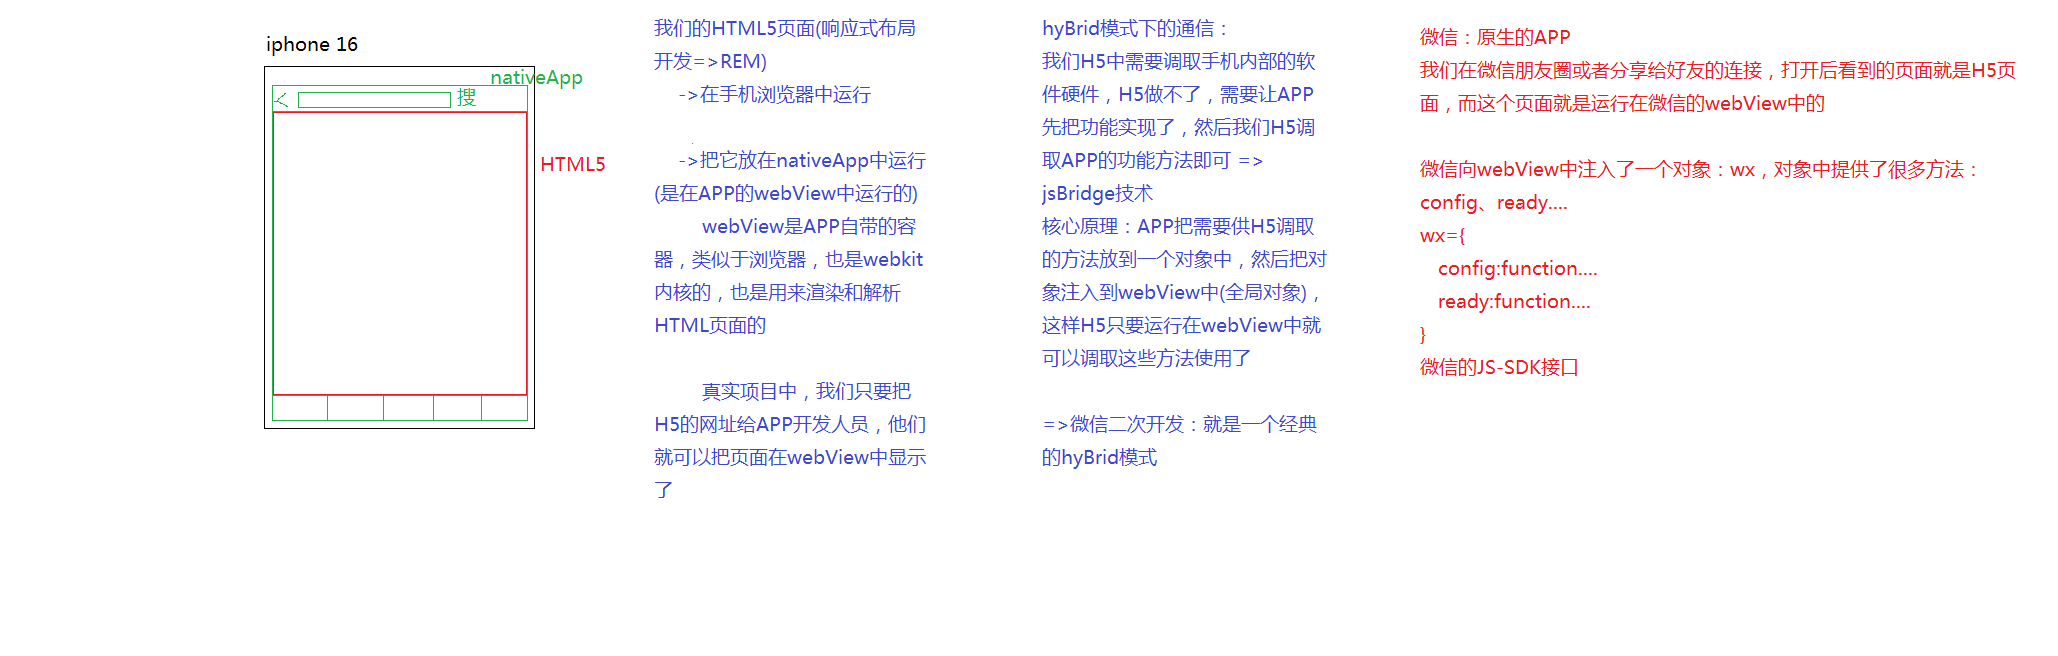 iphone 16
nativeApp
搜
HTML5
我们的HTML5页面(响应式布局
开发=>REM)
->在手机浏览器中运行
->把它放在nativeApp中运行
(是在APP的webView中运行的)
webView是APP自带的容
器，类似于浏览器，也是webkit
内核的，也是用来渲染和解析
HTML页面的
真实项目中，我们只要把
H5的网址给APP开发人员，他们
就可以把页面在webView中显示
了
hyBrid模式下的通信：
我们H5中需要调取手机内部的软
件硬件，H5做不了，需要让APP
先把功能实现了，然后我们H5调
取APP的功能方法即可 =>
jsBridge技术
核心原理：APP把需要供H5调取
的方法放到一个对象中，然后把对
象注入到webView中(全局对象)，
这样H5只要运行在webView中就
可以调取这些方法使用了
=>微信二次开发：就是一个经典
的hyBrid模式
微信：原生的APP
我们在微信朋友圈或者分享给好友的连接，打开后看到的页面就是H5页
面，而这个页面就是运行在微信的webView中的
微信向webView中注入了一个对象：wx，对象中提供了很多方法：
config、ready....
wx={
config:function....
ready:function....
}
微信的JS-SDK接口